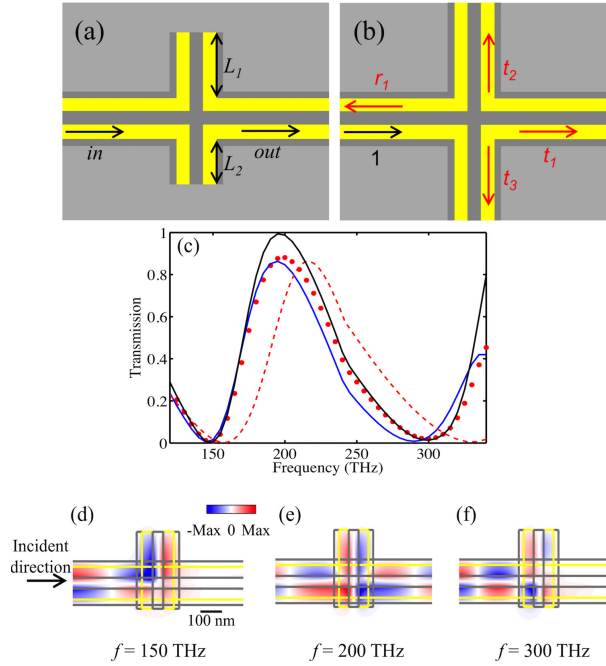 (a)
L1
in
out
L2
(b)
r1
t2
1
t1
t3
(c)
1
0.8
0.6
0.4
0.2
0
Transmission
150 200 250 300
Frequency (THz)
(d)
-Max 0 Max
(e)
(f)
Incident
direction
100 nm
f = 150 THz
f = 200 THz
f = 300 THz